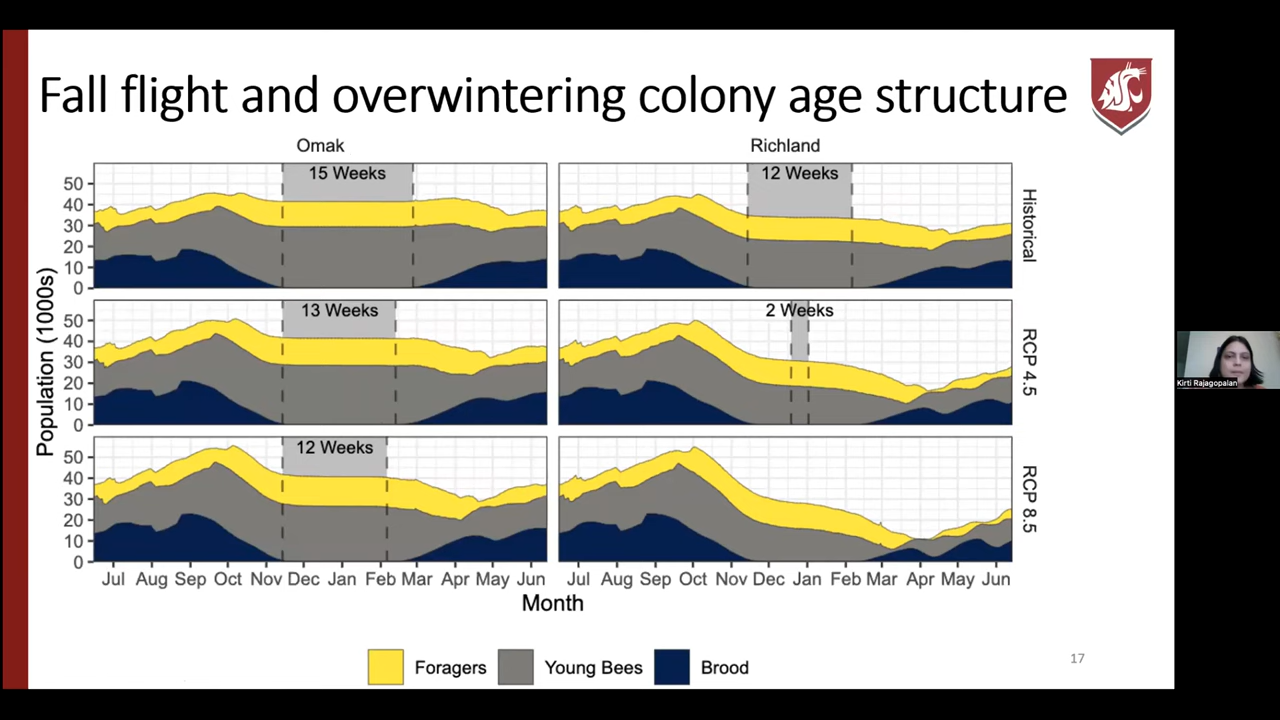 Fall flight and overwintering colony age structure
Omak
Richland
15 Weeks
12 Weeks
Historical
50
40
30
20
10
0
13 Weeks
2 Weeks
RCP 4.5
50
40
30
20
10
0
12 Weeks
RCP 8.5
50
40
30
20
10
0
Population (1000s)
Jul Aug Sep Oct Nov Dec Jan Feb Mar Apr May Jun
Jul Aug Sep Oct Nov Dec Jan Feb Mar Apr May Jun
Month
Foragers Young Bees Brood
17
Kirti Rajagopalan